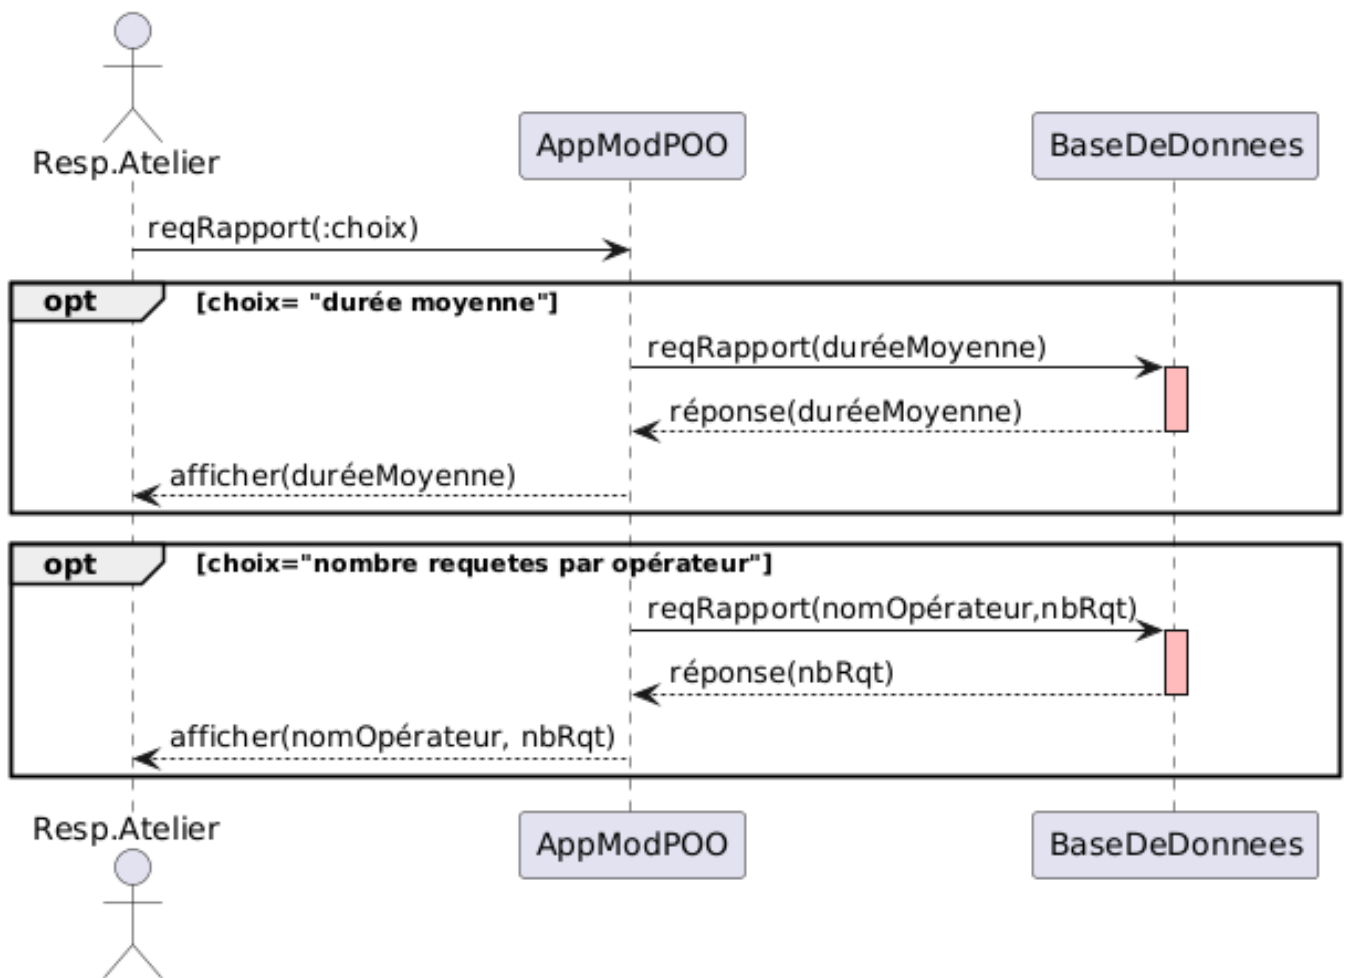 Resp.Atelier
AppModPOO
BaseDeDonnees
reqRapport(:choix)
opt [choix= "durée moyenne"]
reqRapport(duréeMoyenne)
réponse(duréeMoyenne)
afficher(duréeMoyenne)
opt [choix="nombre requetes par opérateur"]
reqRapport(nomOpérateur,nbRqt)
réponse(nbRqt)
afficher(nomOpérateur, nbRqt)
Resp.Atelier
AppModPOO
BaseDeDonnees